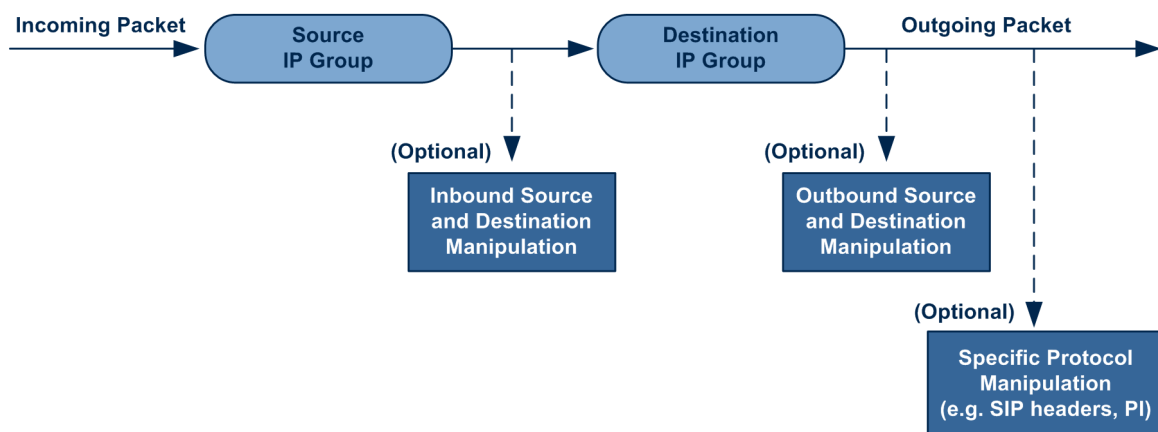 Incoming Packet
Source
IP Group
Destination
IP Group
Outgoing Packet
(Optional)
Inbound Source
and Destination
Manipulation
(Optional)
Outbound Source
and Destination
Manipulation
(Optional)
Specific Protocol
Manipulation
(e.g. SIP headers, PI)